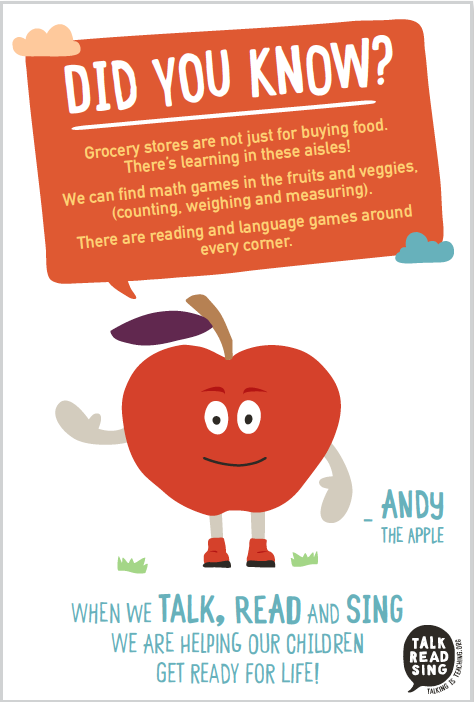 DID YOU KNOW?
Grocery stores are not just for buying food.
There's learning in these aisles!
We can find math games in the fruits and veggies,
(counting, weighing and measuring).
There are reading and language games around
every corner.
_ ANDY
THE APPLE
WHEN WE TALK, READ AND SING
WE ARE HELPING OUR CHILDREN
GET READY FOR LIFE!
TALK
READ
SING
TALKING IS TEACHING.ORG